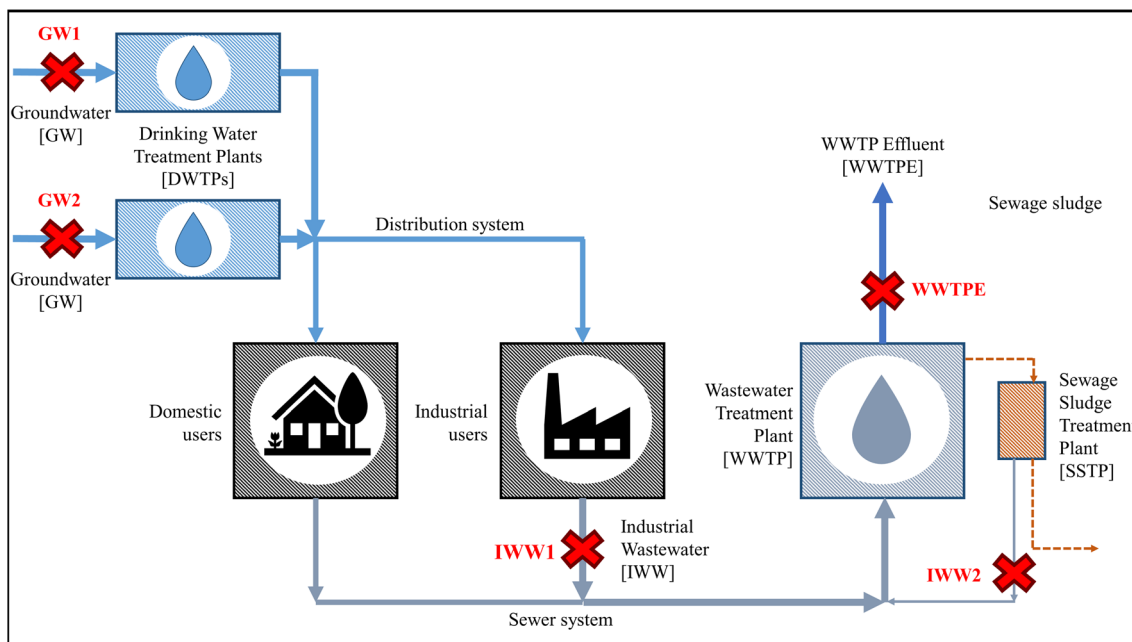 GW1
Groundwater
[GW]
Drinking Water
Treatment Plants
[DWTPs]
GW2
Groundwater
[GW]
Distribution system
WWTP Effluent
[WWTPE]
Sewage sludge
WWTPE
Domestic
users
Industrial
users
Wastewater
Treatment
Plant
[WWTP]
Sewage
Sludge
Treatment
Plant
[SSTP]
IWW1
Industrial
Wastewater
[IWW]
IWW2
Sewer system